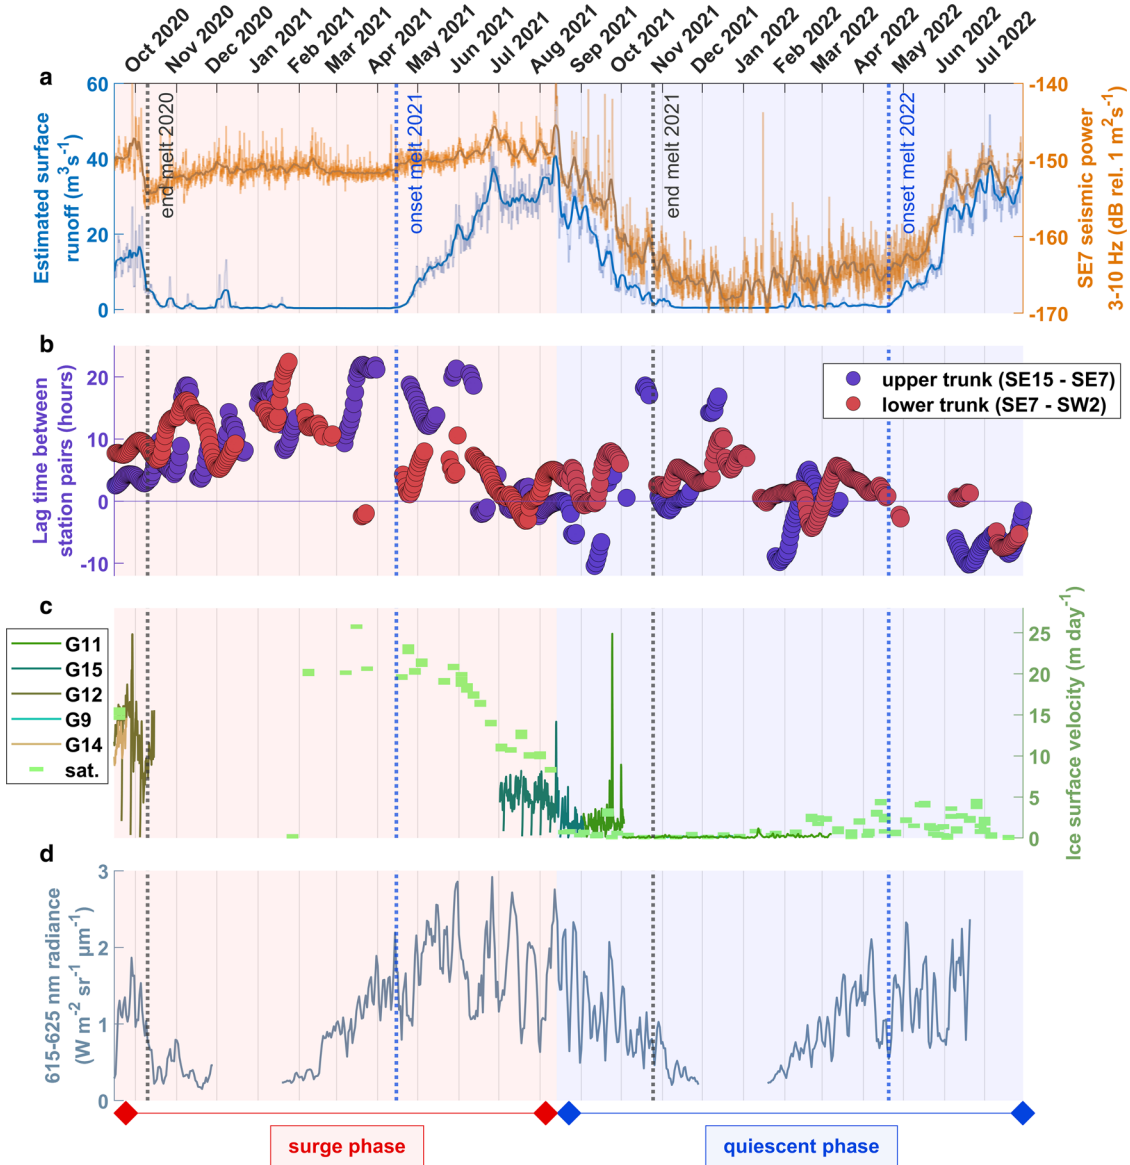 Oct 2020
Nov 2020
Dec 2020
Jan 2021
Feb 2021
Mar 2021
Apr 2021
May 2021
Jun 2021
Jul 2021
Aug 2021
Sep 2021
Oct 2021
Nov 2021
Dec 2021
Jan 2022
Feb 2022
Mar 2022
Apr 2022
May 2022
Jun 2022
Jul 2022
a
60
40
20
0
Estimated surface
runoff (m³s⁻¹)
end melt 2020
onset melt 2021
end melt 2021
onset melt 2022
-140
-150
-160
-170
SE7 seismic power
3-10 Hz (dB rel. 1 m²s⁻¹)
b
20
10
0
-10
Lag time between
station pairs (hours)
upper trunk (SE15 - SE7)
lower trunk (SE7 - SW2)
c
G11
G15
G12
G9
G14
sat.
25
20
15
10
5
0
Ice surface velocity (m day⁻¹)
d
3
2
1
0
615-625 nm radiance
(W m⁻² sr⁻¹ µm⁻¹)
surge phase
quiescent phase